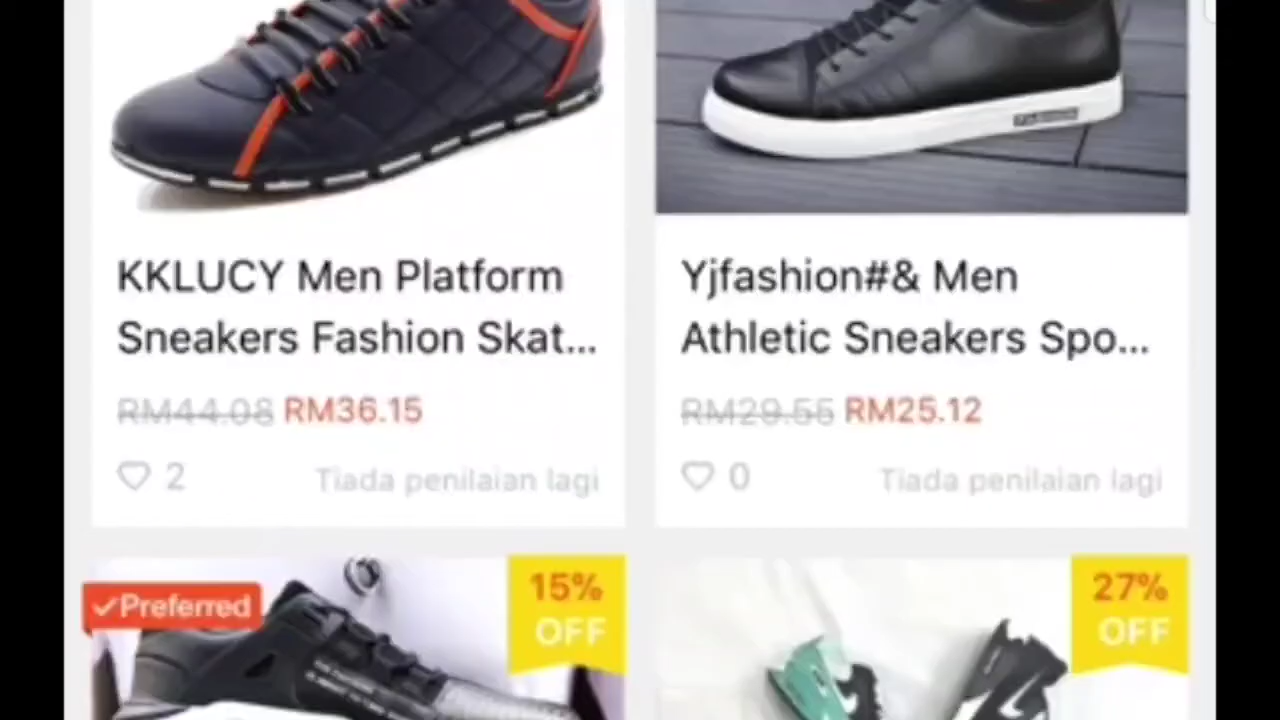 KKLUCY Men Platform
Sneakers Fashion Skat...
RM44.08 RM36.15
2
Tiada penilaian lagi
Yjfashion#& Men
Athletic Sneakers Spo...
RM29.55 RM25.12
0
Tiada penilaian lagi
Preferred
15%
OFF
27%
OFF